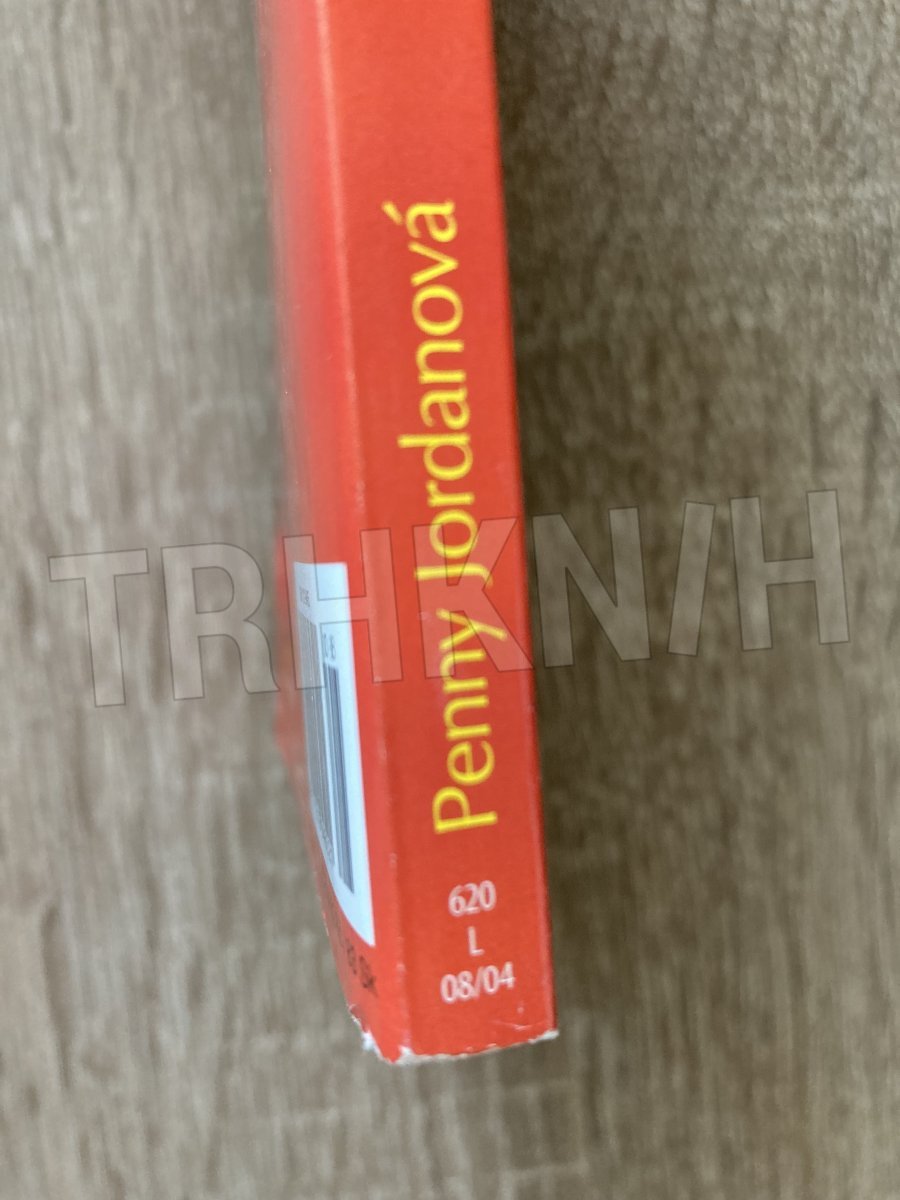 Penny Jordanová
620
L
08/04
TRHKNIH